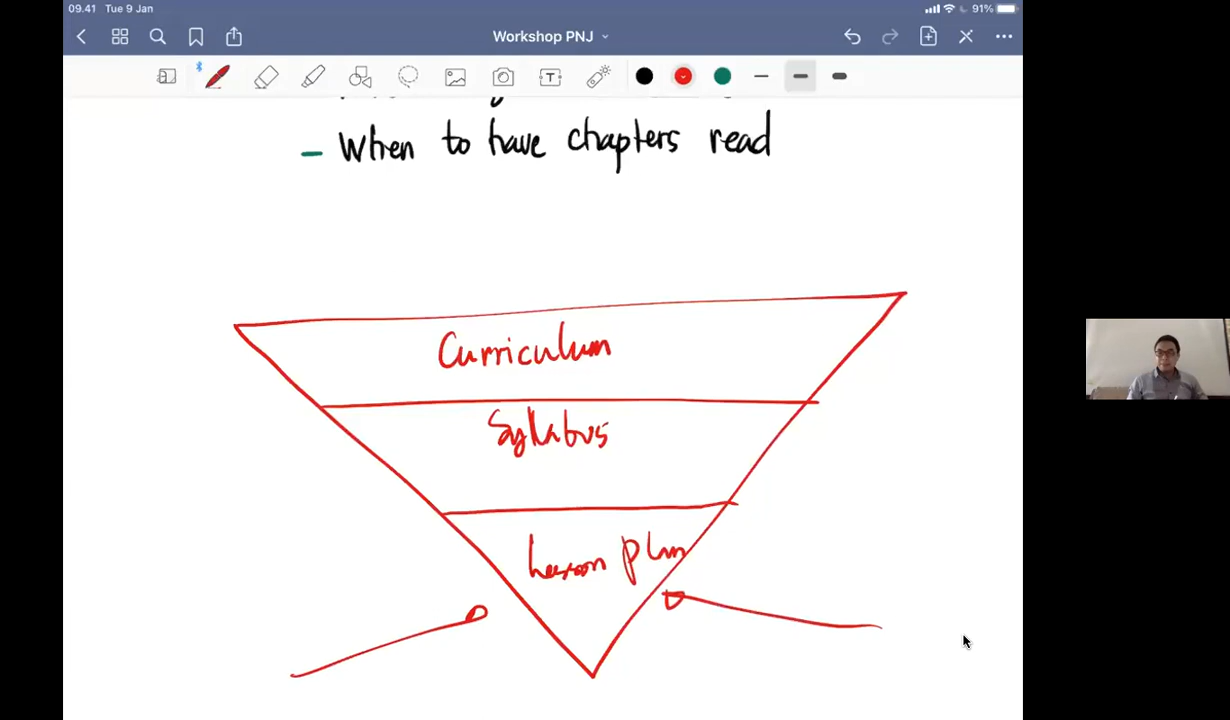 09.41 Tue 9 Jan
91%
Workshop PNJ
T
- When to have chapters read
Curriculum
Syllabus
Lesson plan